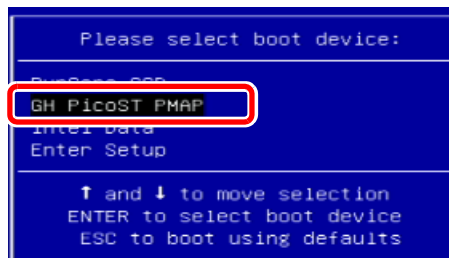 Please select boot device:
GH PicoST PMAP
Intel Data
Enter Setup
↑ and ↓ to move selection
ENTER to select boot device
ESC to boot using defaults